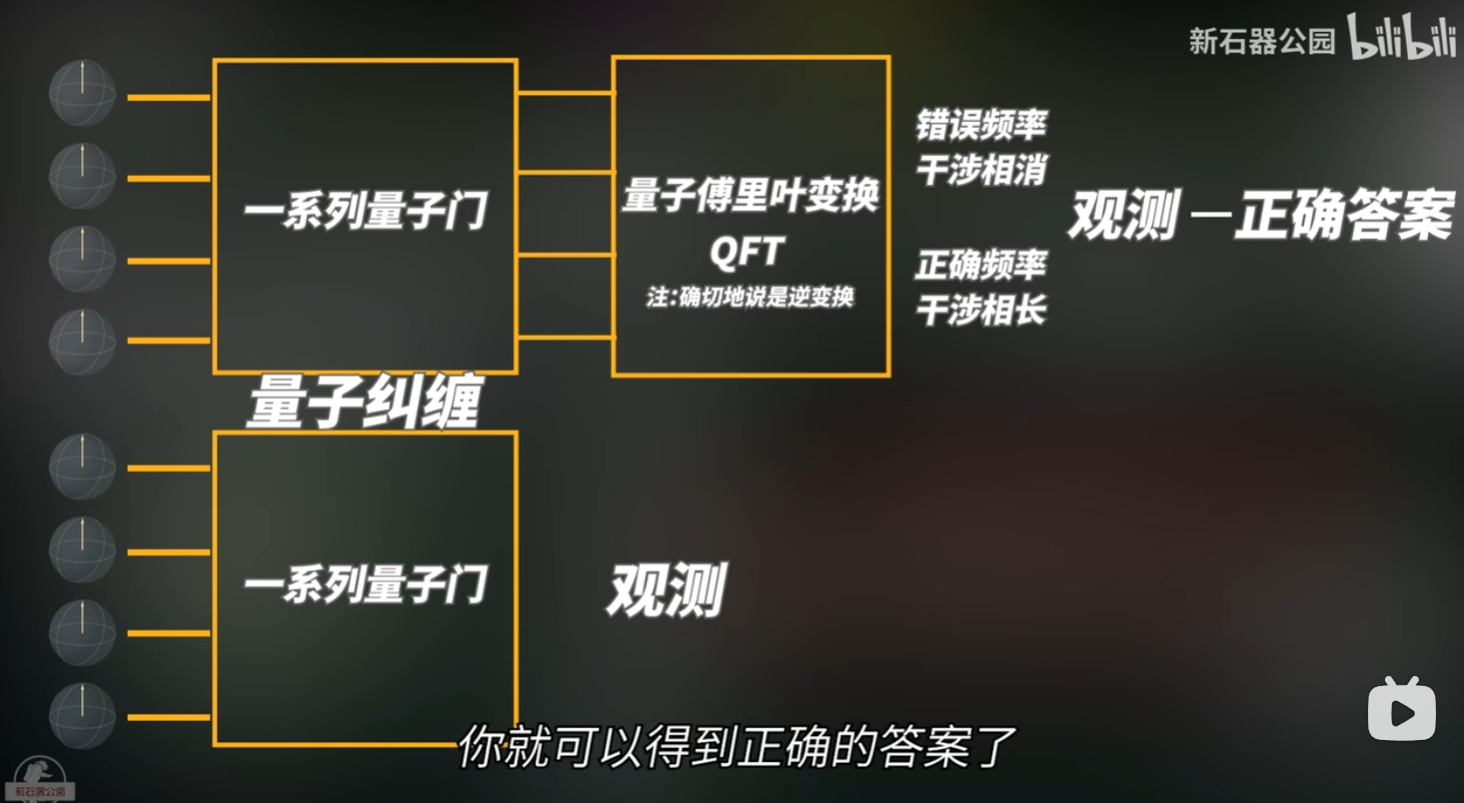 新石器公园 bilibili
一系列量子门
量子傅里叶变换
QFT
注:确切地说是逆变换
错误频率
干涉相消
正确频率
干涉相长
观测 — 正确答案
量子纠缠
一系列量子门
观测
你就可以得到正确的答案了
新石器公園